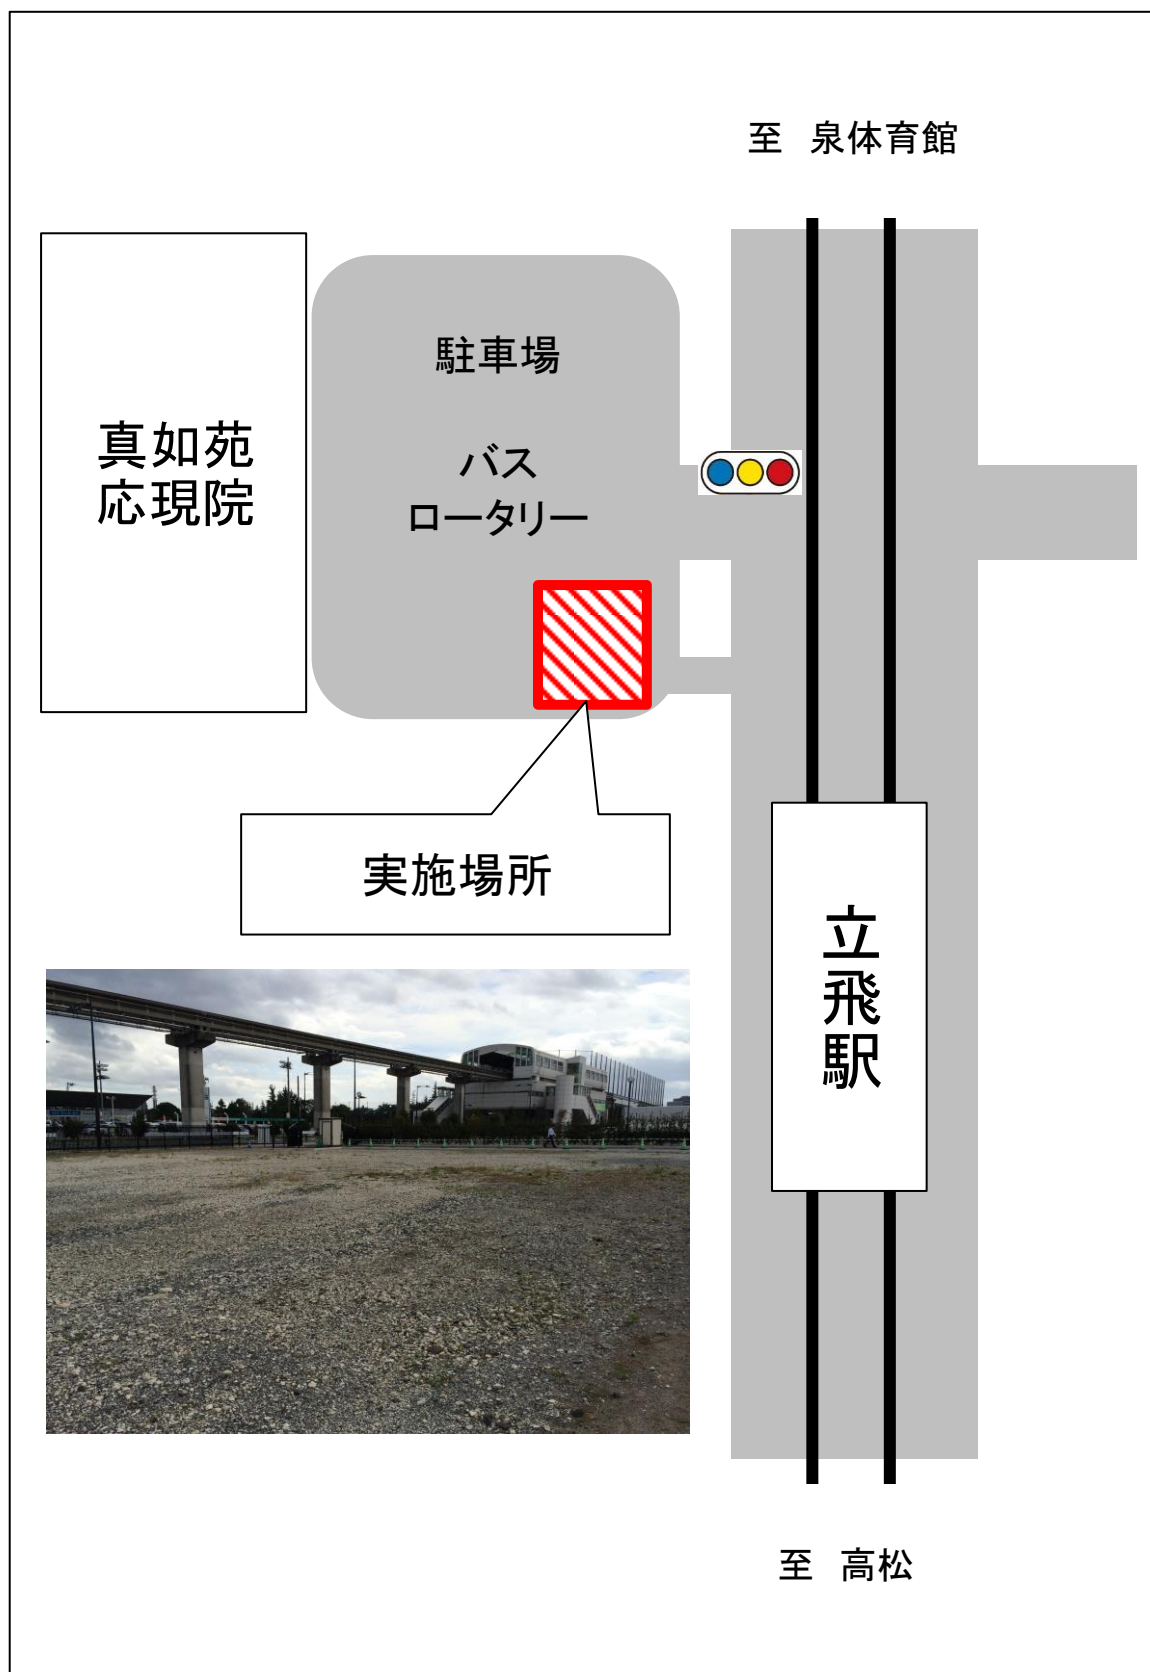 至 泉体育館
駐車場
真如苑
応現院
バス
ロータリー
実施場所
立飛駅
至 高松